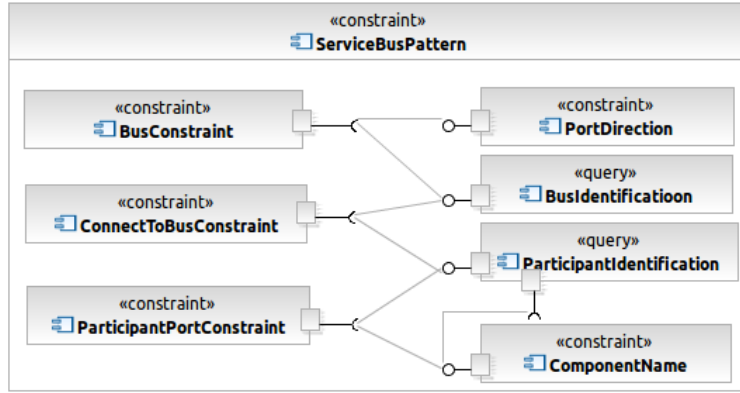 «constraint»
ServiceBusPattern
«constraint»
BusConstraint
«constraint»
PortDirection
«query»
BusIdentificatioon
«constraint»
ConnectToBusConstraint
«query»
ParticipantIdentification
«constraint»
ParticipantPortConstraint
«constraint»
ComponentName